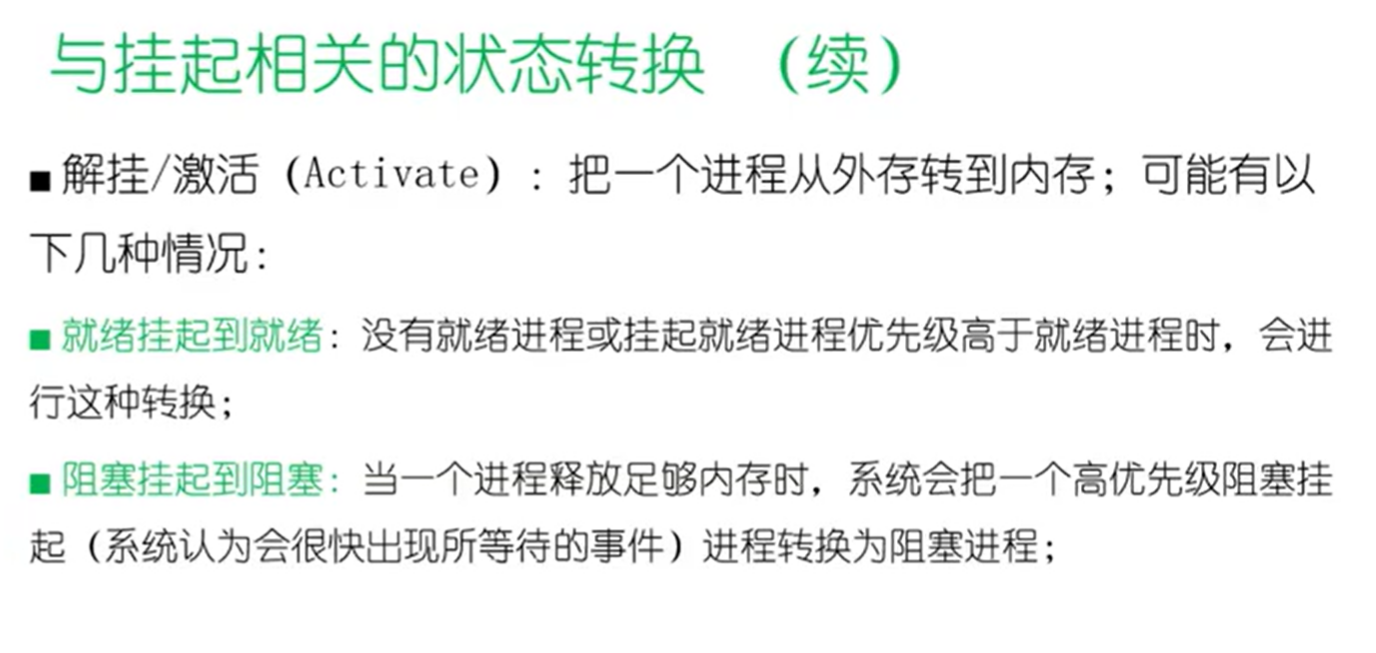 与挂起相关的状态转换 （续）
■ 解挂/激活（Activate）：把一个进程从外存转到内存；可能有以
下几种情况：
■ 就绪挂起到就绪：没有就绪进程或挂起就绪进程优先级高于就绪进程时，会进
行这种转换；
■ 阻塞挂起到阻塞：当一个进程释放足够内存时，系统会把一个高优先级阻塞挂
起（系统认为会很快出现所等待的事件）进程转换为阻塞进程；